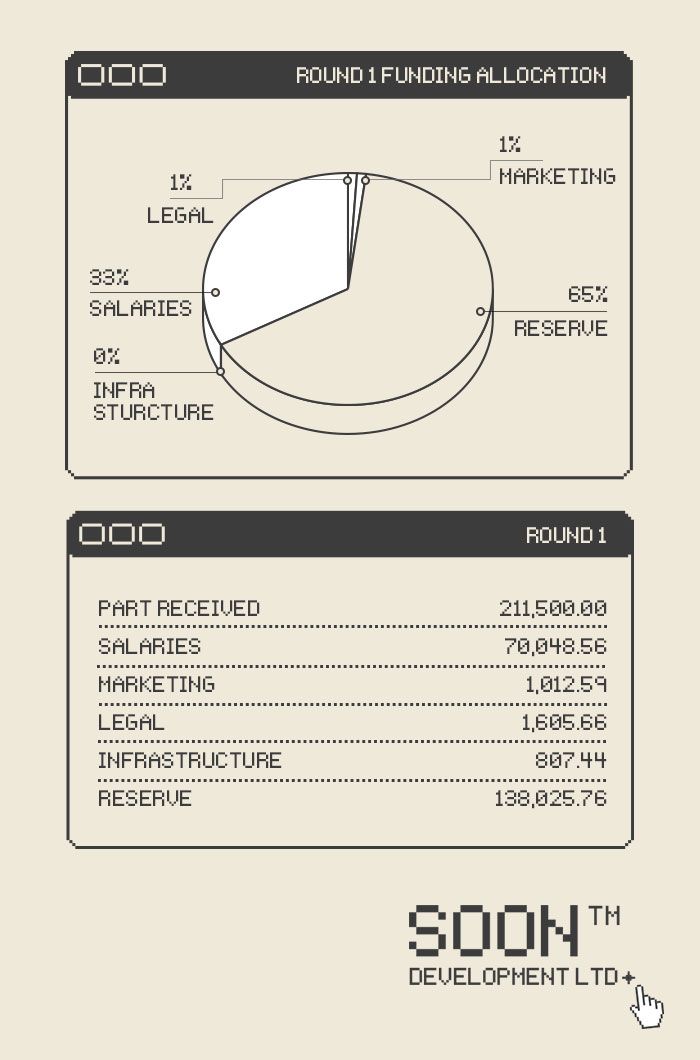 ROUND 1 FUNDING ALLOCATION
1%
MARKETING
1%
LEGAL
33%
SALARIES
65%
RESERVE
0%
INFRA
STURCTURE
ROUND 1
PART RECEIVED 211,500.00
SALARIES 70,048.56
MARKETING 1,012.59
LEGAL 1,605.66
INFRASTRUCTURE 807.44
RESERVE 138,025.76
SOON™
DEVELOPMENT LTD